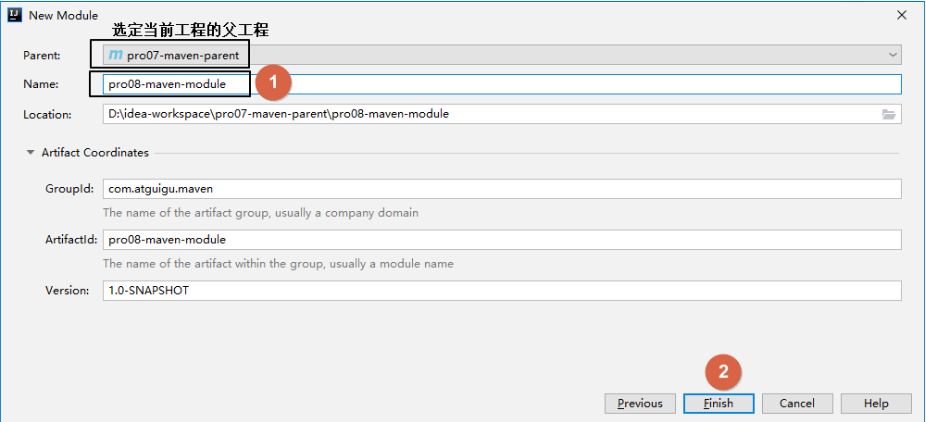 New Module
选定当前工程的父工程
Parent: pro07-maven-parent
Name: pro08-maven-module 1
Location: D:\idea-workspace\pro07-maven-parent\pro08-maven-module
Artifact Coordinates
GroupId: com.atguigu.maven
The name of the artifact group, usually a company domain
ArtifactId: pro08-maven-module
The name of the artifact within the group, usually a module name
Version: 1.0-SNAPSHOT
2
Previous Finish Cancel Help